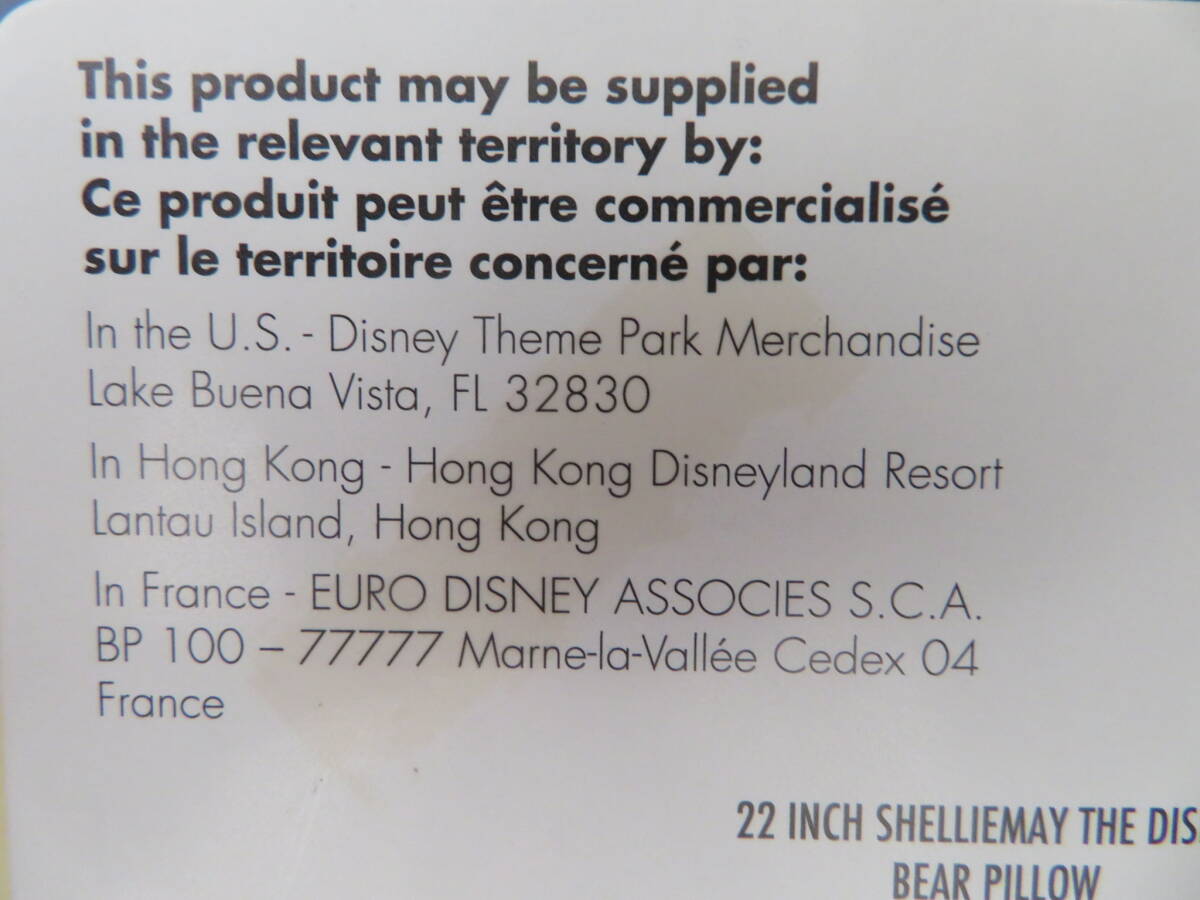 This product may be supplied
in the relevant territory by:
Ce produit peut être commercialisé
sur le territoire concerné par:
In the U.S. - Disney Theme Park Merchandise
Lake Buena Vista, FL 32830
In Hong Kong - Hong Kong Disneyland Resort
Lantau Island, Hong Kong
In France - EURO DISNEY ASSOCIES S.C.A.
BP 100 – 77777 Marne-la-Vallée Cedex 04
France
22 INCH SHELLIEMAY THE DIS
BEAR PILLOW